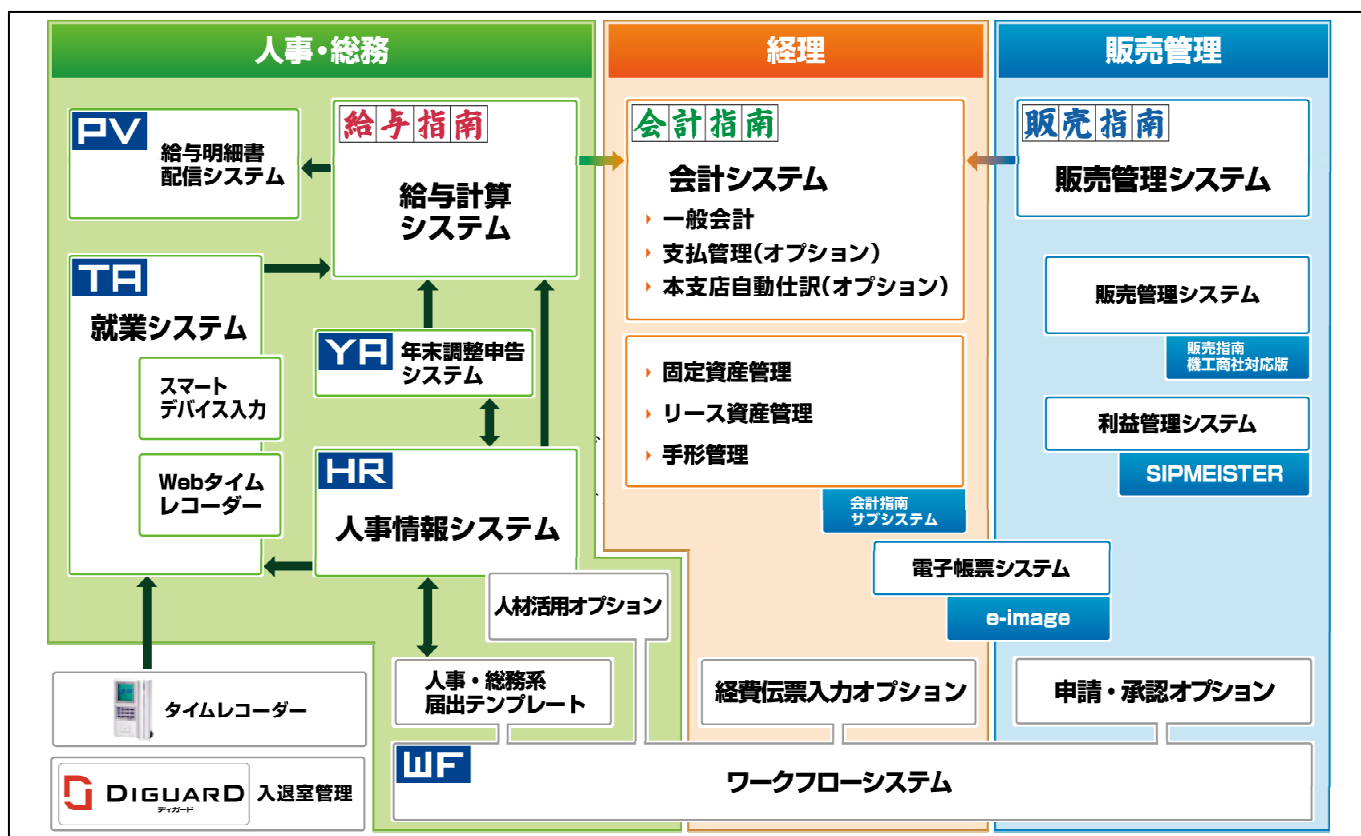 人事・総務
経理
販売管理
PV
給与明細書
配信システム
給与指南
給与計算
システム
会計指南
会計システム
一般会計
支払管理(オプション)
本支店自動仕訳(オプション)
販売指南
販売管理システム
TA
就業システム
スマート
デバイス入力
Webタイム
レコーダー
YA
年末調整申告
システム
HR
人事情報システム
固定資産管理
リース資産管理
手形管理
会計指南
サブシステム
販売管理システム
販売指南
機工商社対応版
利益管理システム
SIPMEISTER
電子帳票システム
e-image
人材活用オプション
タイムレコーダー
人事・総務系
届出テンプレート
経費伝票入力オプション
申請・承認オプション
DIGUARD
ディガード
入退室管理
WF
ワークフローシステム